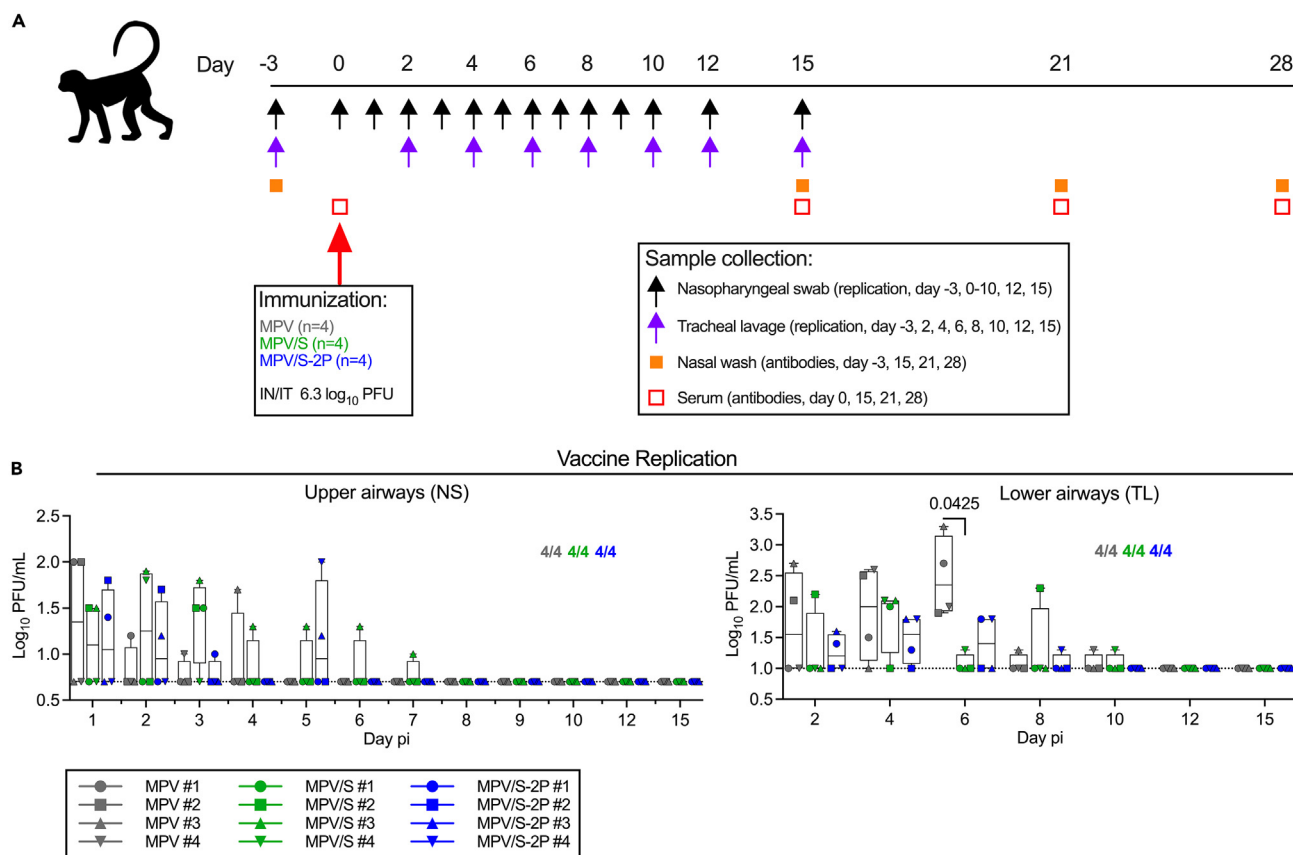 A
Day -3 0 2 4 6 8 10 12 15 21 28
Immunization:
MPV (n=4)
MPV/S (n=4)
MPV/S-2P (n=4)
IN/IT 6.3 log10 PFU
Sample collection:
Nasopharyngeal swab (replication, day -3, 0-10, 12, 15)
Tracheal lavage (replication, day -3, 2, 4, 6, 8, 10, 12, 15)
Nasal wash (antibodies, day -3, 15, 21, 28)
Serum (antibodies, day 0, 15, 21, 28)
B
Vaccine Replication
Upper airways (NS)
Log10 PFU/mL
2.5
2.0
1.5
1.0
0.5
4/4 4/4 4/4
1 2 3 4 5 6 7 8 9 10 12 15
Day pi
Lower airways (TL)
0.0425
Log10 PFU/mL
3.5
3.0
2.5
2.0
1.5
1.0
0.5
4/4 4/4 4/4
2 4 6 8 10 12 15
Day pi
MPV #1 MPV/S #1 MPV/S-2P #1
MPV #2 MPV/S #2 MPV/S-2P #2
MPV #3 MPV/S #3 MPV/S-2P #3
MPV #4 MPV/S #4 MPV/S-2P #4